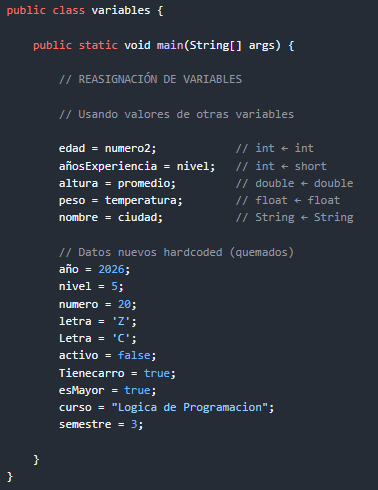 public class variables {
public static void main(String[] args) {
// REASIGNACIÓN DE VARIABLES
// Usando valores de otras variables
edad = numero2; // int ← int
añosExperiencia = nivel; // int ← short
altura = promedio; // double ← double
peso = temperatura; // float ← float
nombre = ciudad; // String ← String
// Datos nuevos hardcoded (quemados)
año = 2026;
nivel = 5;
numero = 20;
letra = 'Z';
Letra = 'C';
activo = false;
Tienecarro = true;
esMayor = true;
curso = "Logica de Programacion";
semestre = 3;
}
}